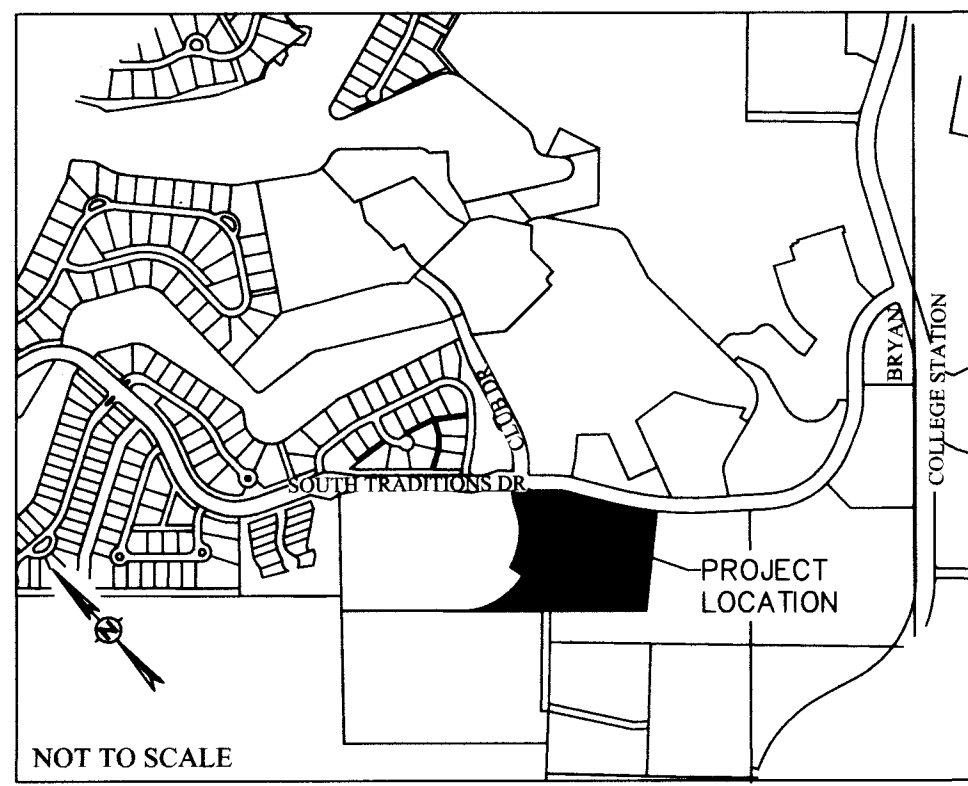 BRYAN
COLLEGE STATION
CLUB DR
SOUTH TRADITIONS DR
PROJECT
LOCATION
N
NOT TO SCALE